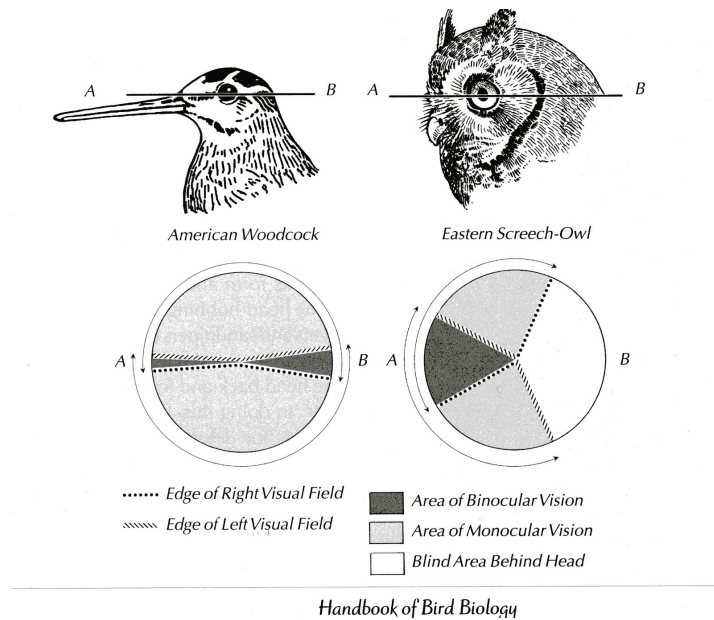 A B A B
American Woodcock Eastern Screech-Owl
A B A B
Edge of Right Visual Field
Edge of Left Visual Field
Area of Binocular Vision
Area of Monocular Vision
Blind Area Behind Head
Handbook of Bird Biology